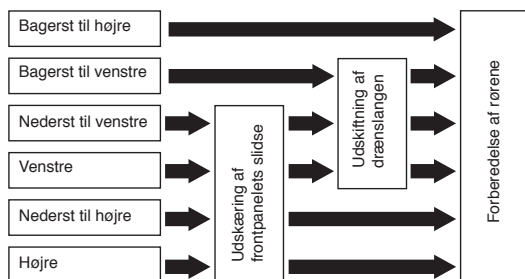 Bagerst til højre
Bagerst til venstre
Nederst til venstre
Venstre
Nederst til højre
Højre
Udskæring af
frontpanelets slidse
Udskiftning af
drænslangen
Forberedelse af rørene